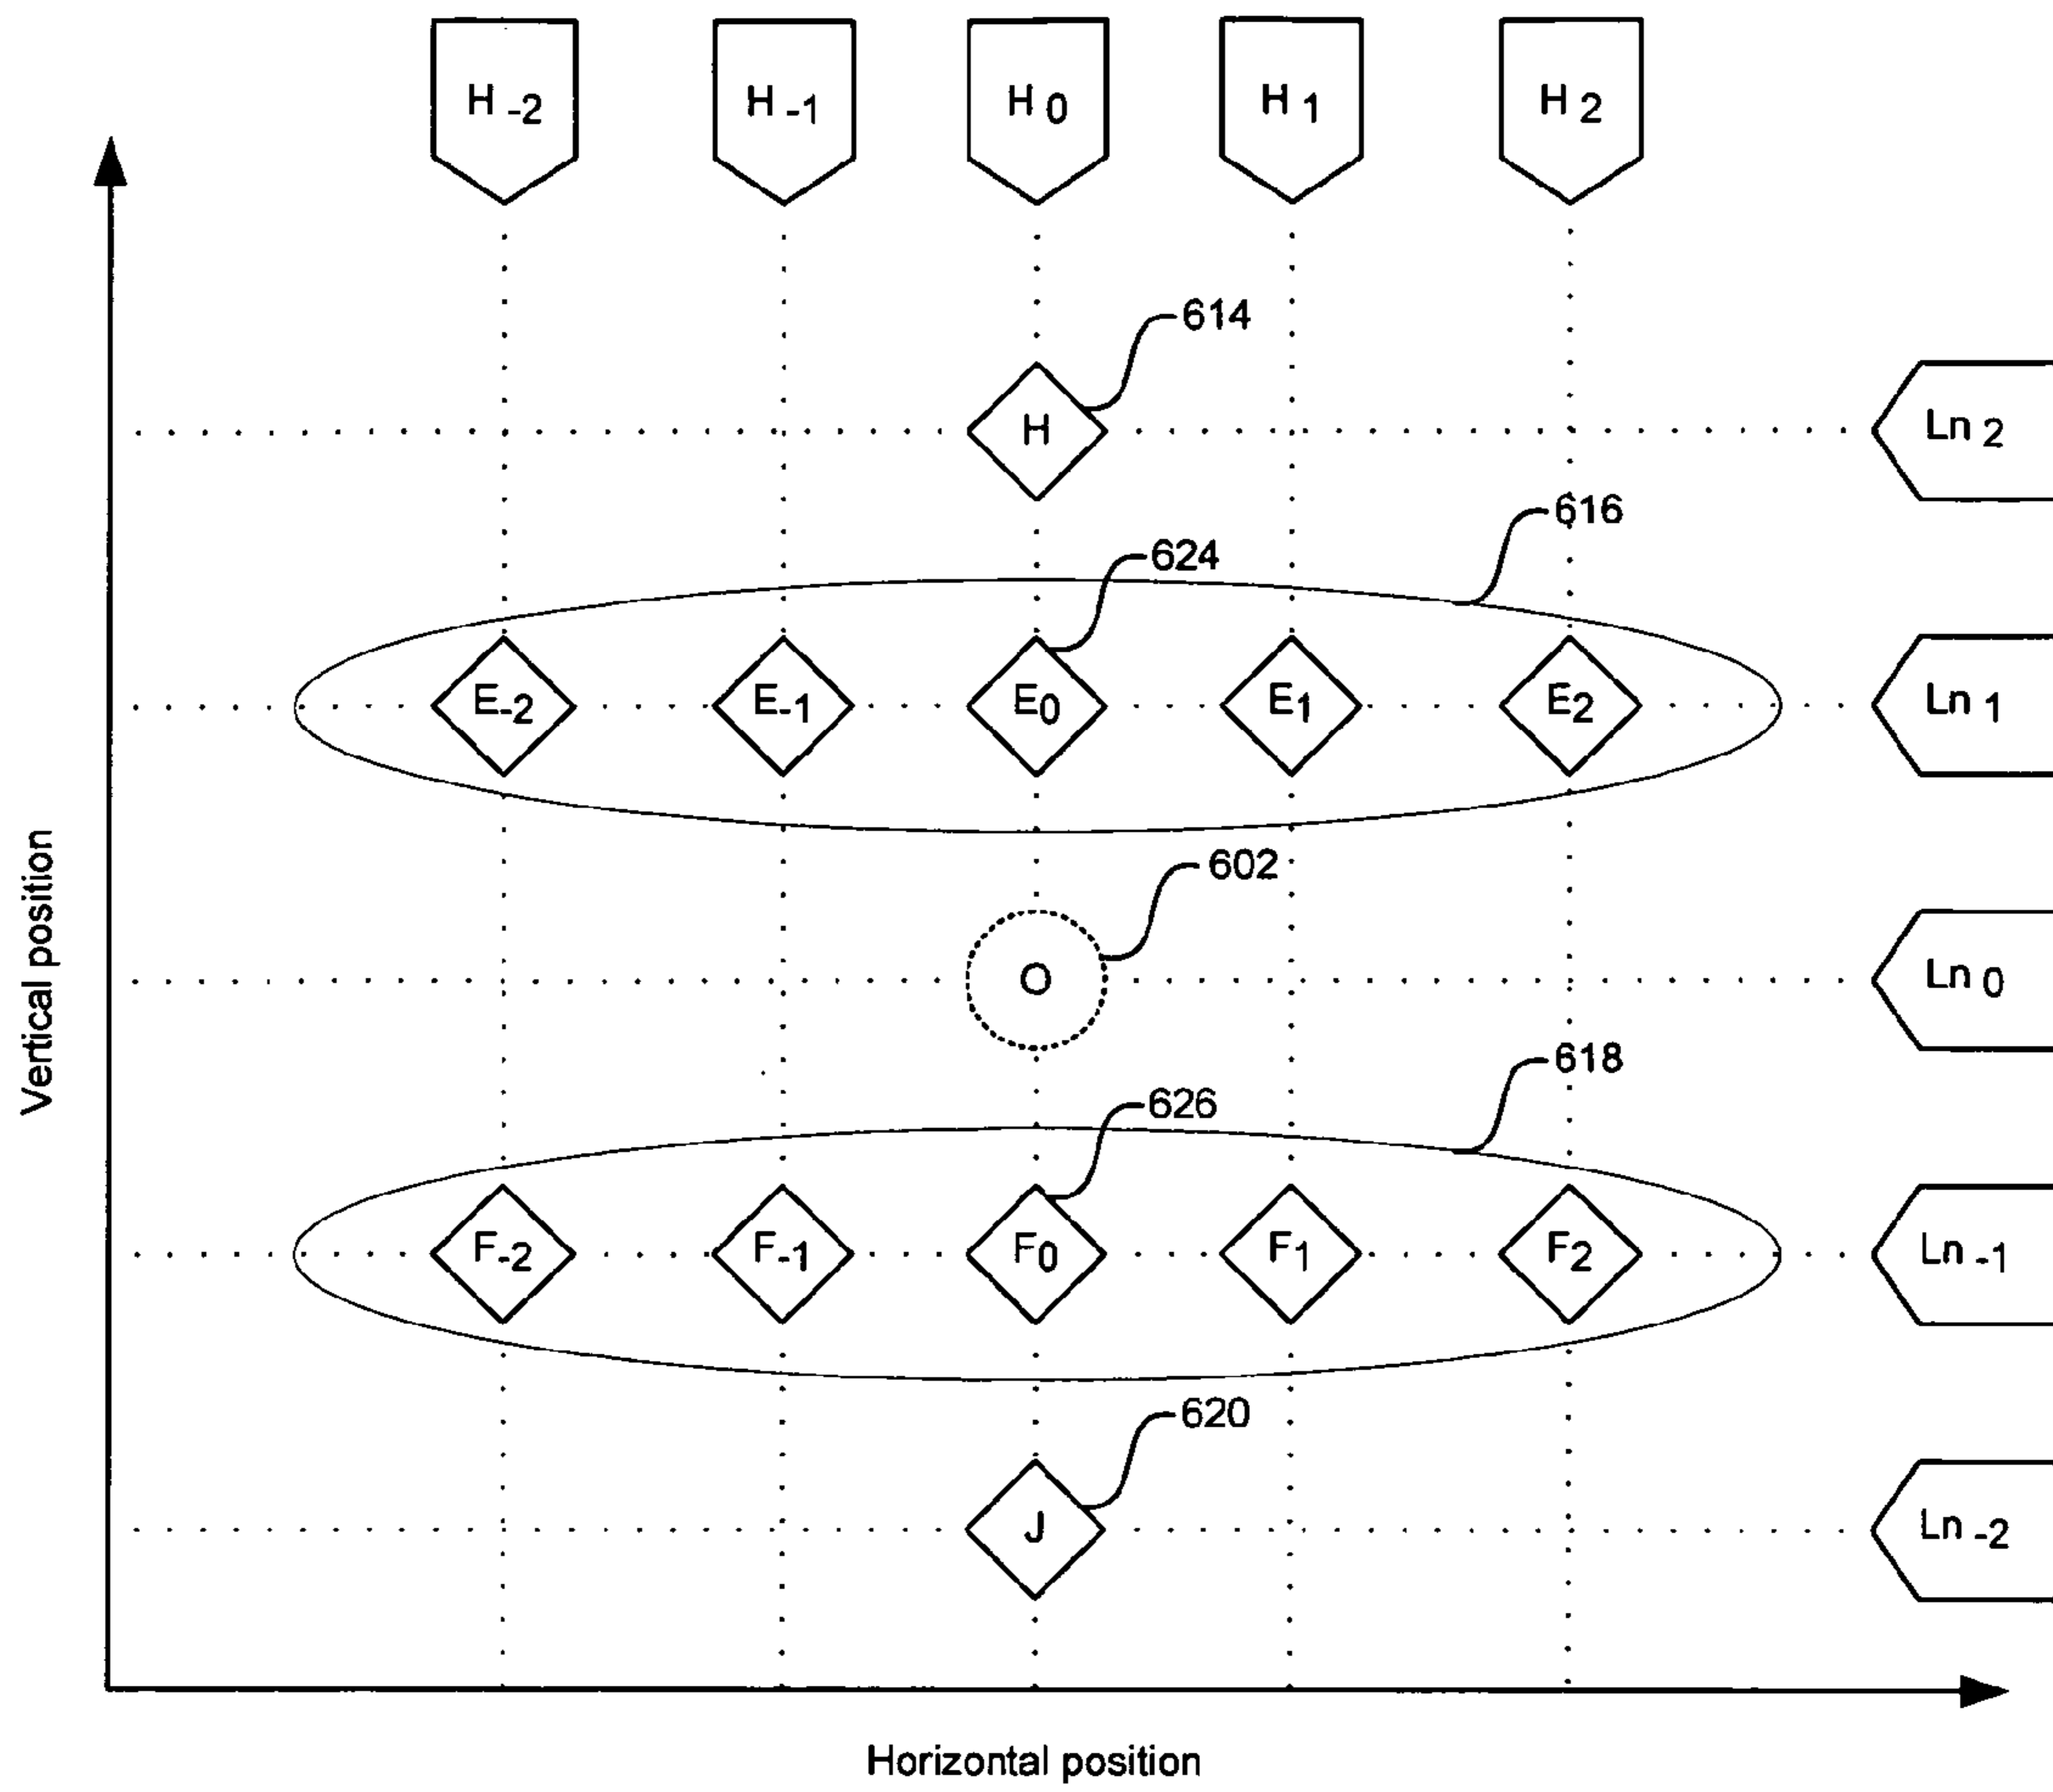 H -2 H -1 H 0 H 1 H 2
614
H Ln 2
616
624
E-2 E-1 E0 E1 E2 Ln 1
602
O Ln 0
618
626
F-2 F-1 F0 F1 F2 Ln -1
620
J Ln -2
Vertical position
Horizontal position